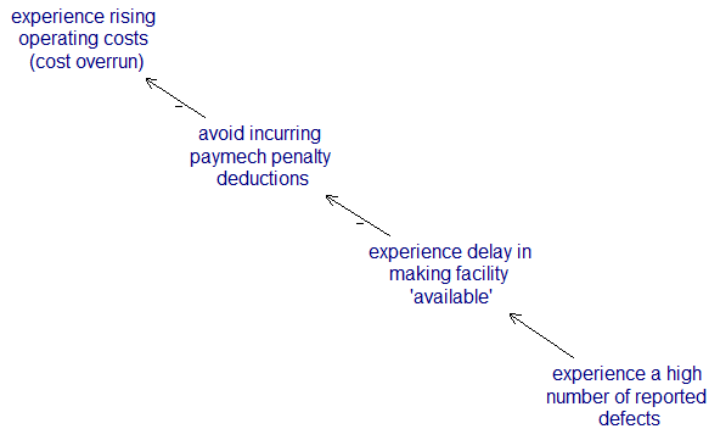 experience rising
operating costs
(cost overrun)
avoid incurring
paymech penalty
deductions
experience delay in
making facility
'available'
experience a high
number of reported
defects